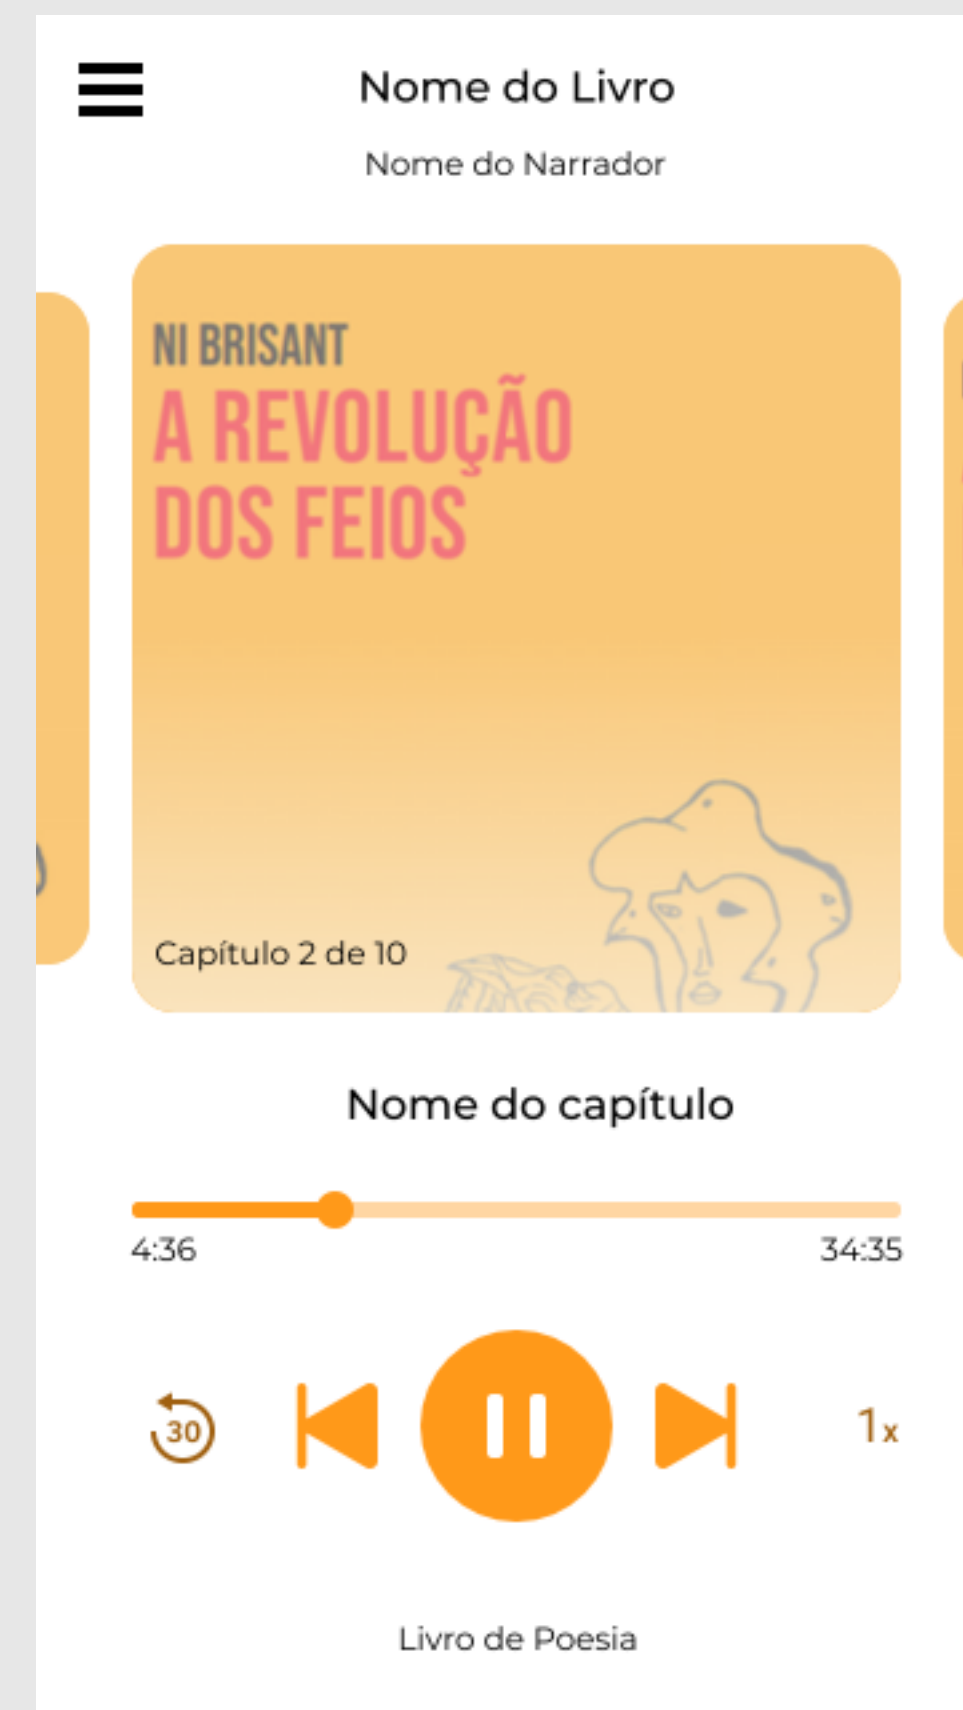 Nome do Livro
Nome do Narrador
NI BRISANT
A REVOLUÇÃO
DOS FEIOS
Capítulo 2 de 10
Nome do capítulo
4:36
34:35
30
1x
Livro de Poesia